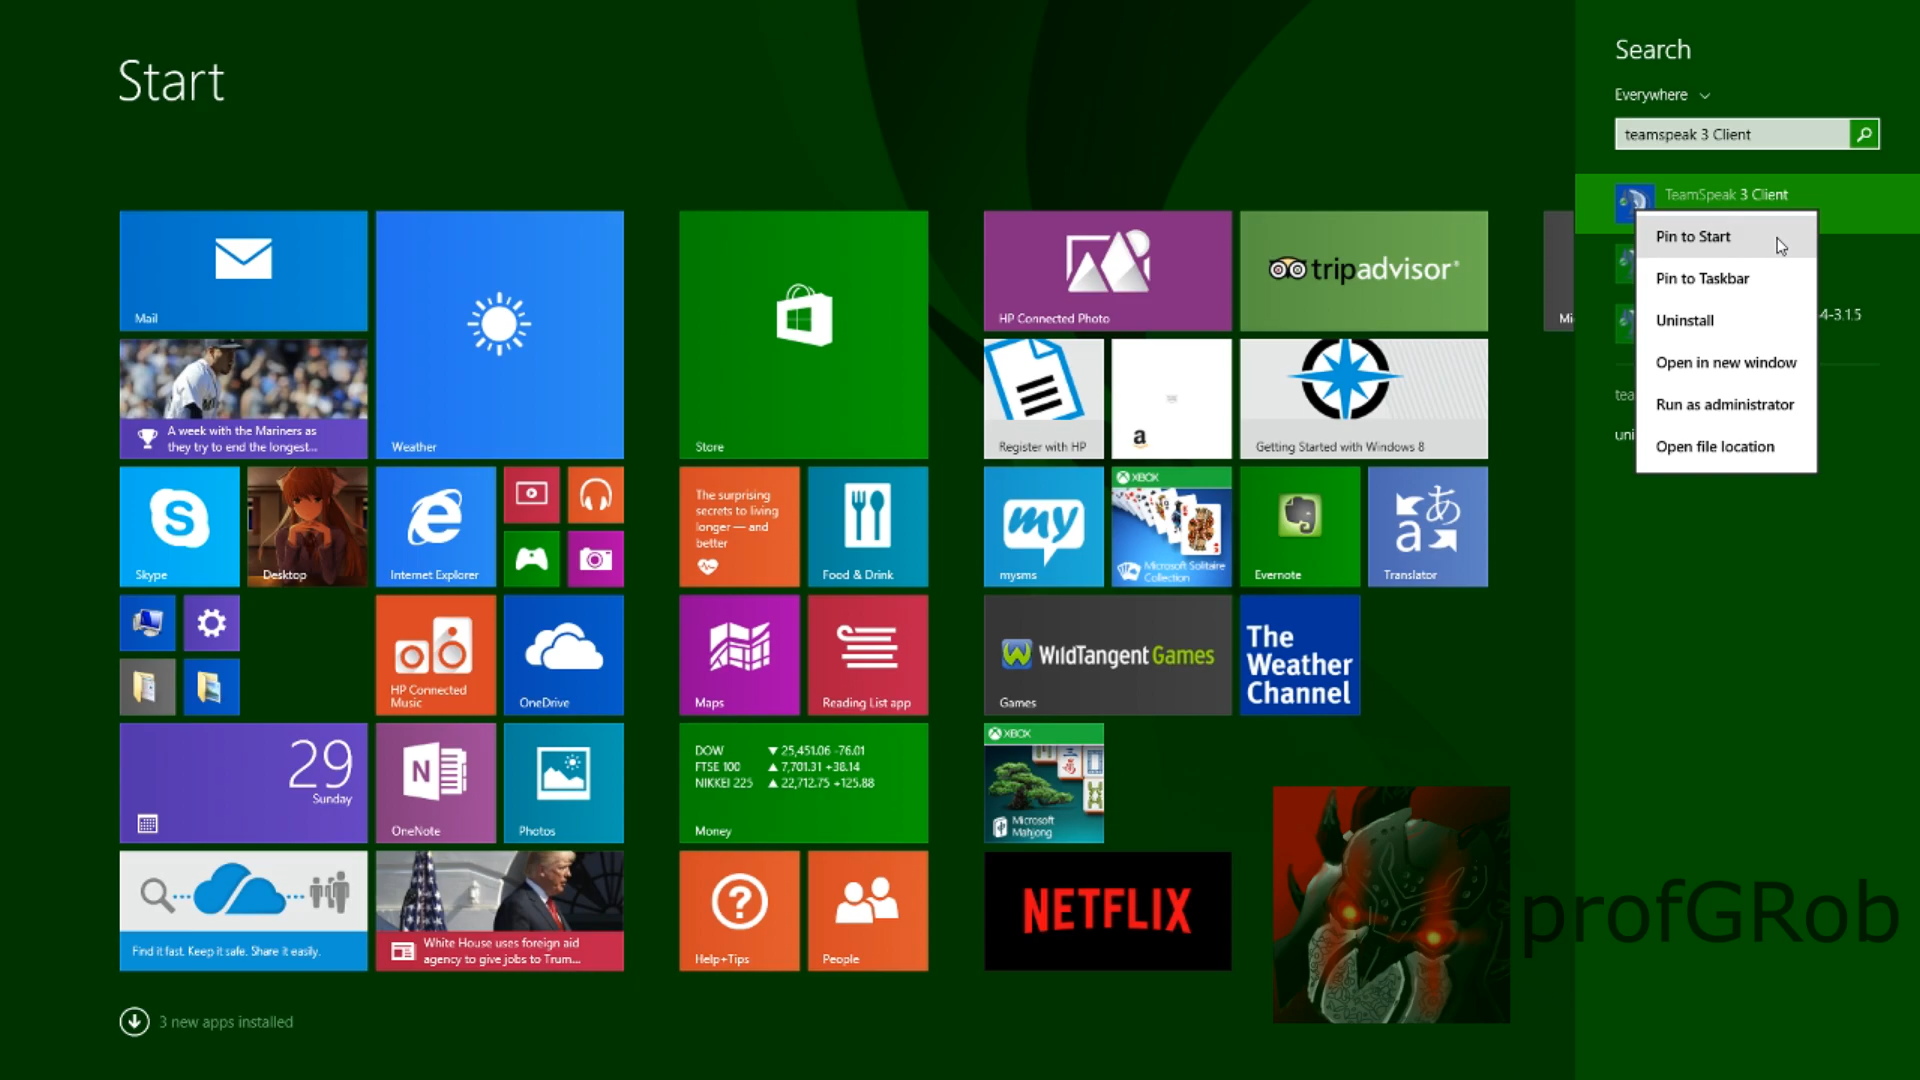 Start
Mail
A week with the Mariners as
they try to end the longest...
Weather
Skype
Desktop
Internet Explorer
HP Connected
Music
OneDrive
29
Sunday
OneNote
Photos
Find it fast. Keep it safe. Share it easily.
White House uses foreign aid
agency to give jobs to Trum...
3 new apps installed
Store
The surprising
secrets to living
longer — and
better
Food & Drink
Maps
Reading List app
DOW ▼ 25,451.06 -76.01
FTSE 100 ▲ 7,701.31 +38.14
NIKKEI 225 ▲ 22,712.75 +125.88
Money
Help+Tips
People
HP Connected Photo
tripadvisor®
Register with HP
a
Getting Started with Windows 8
my
mysms
XBOX
Microsoft Solitaire
Collection
Evernote
aあ
Translator
WildTangent Games
Games
The
Weather
Channel
XBOX
Microsoft
Mahjong
NETFLIX
Mi
Search
Everywhere
teamspeak 3 Client
TeamSpeak 3 Client
Pin to Start
Pin to Taskbar
Uninstall
Open in new window
Run as administrator
Open file location
4-3.1.5
tea
uni
profGRob